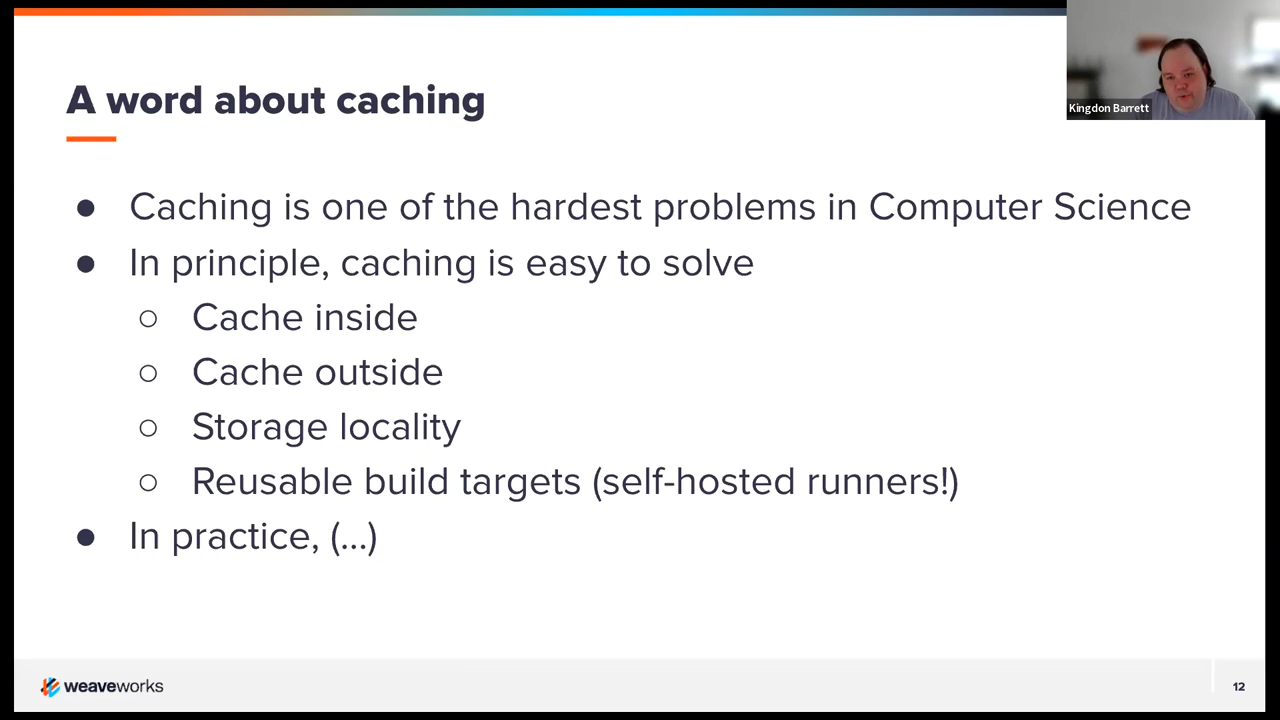 A word about caching
Kingdon Barrett
● Caching is one of the hardest problems in Computer Science
● In principle, caching is easy to solve
○ Cache inside
○ Cache outside
○ Storage locality
○ Reusable build targets (self-hosted runners!)
● In practice, (...)
weaveworks
12